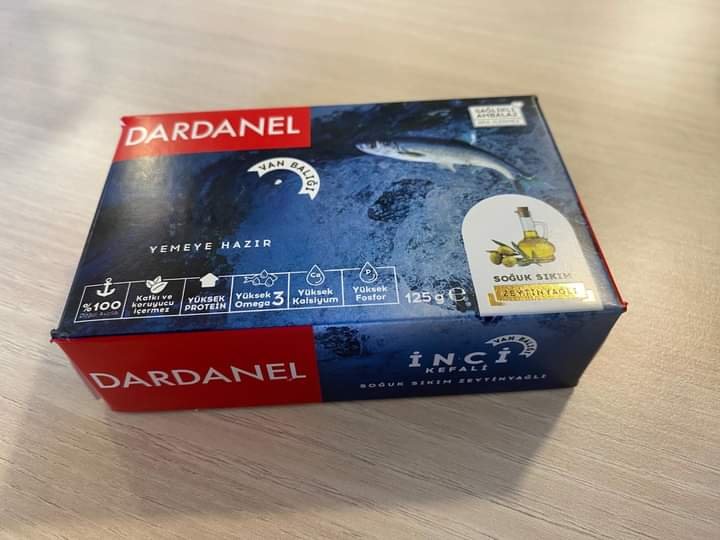 DARDANEL
SAĞLIKLI
AMBALAJ
VAN BALIĞI
YEMEYE HAZIR
SOĞUK SIKIM
ZEYTİNYAĞLI
%100
Katkı ve
koruyucu
içermez
YÜKSEK
PROTEİN
Yüksek
Omega 3
Ca
Yüksek
Kalsiyum
P
Yüksek
Fosfor
125 g e
DARDANEL
VAN BALIĞI
İNCİ
KEFALİ
SOĞUK SIKIM ZEYTİNYAĞLI